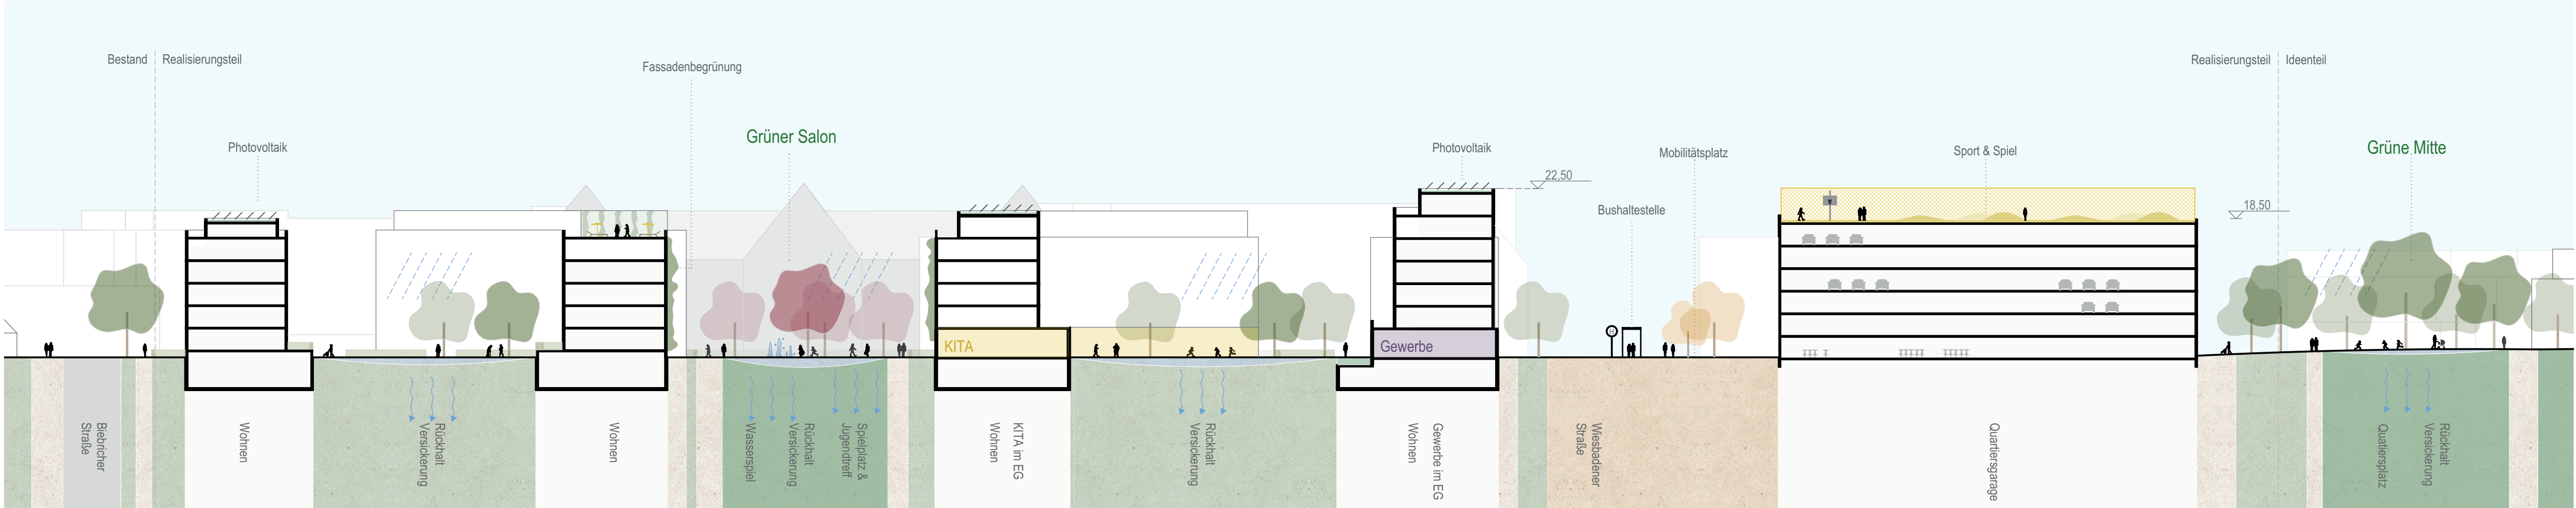 Bestand
Realisierungsteil
Fassadenbegrünung
Realisierungsteil
Ideenteil
Photovoltaik
Grüner Salon
Photovoltaik
Mobilitätsplatz
Sport & Spiel
Grüne Mitte
22,50
Bushaltestelle
18,50
H
KITA
Gewerbe
Biebricher
Straße
Wohnen
Rückhalt
Versickerung
Wohnen
Wasserspiel
Rückhalt
Versickerung
Spielplatz &
Jugendtreff
KITA im EG
Wohnen
Rückhalt
Versickerung
Gewerbe im EG
Wohnen
Wiesbadener
Straße
Quartiersgarage
Quatiersplatz
Rückhalt
Versickerung